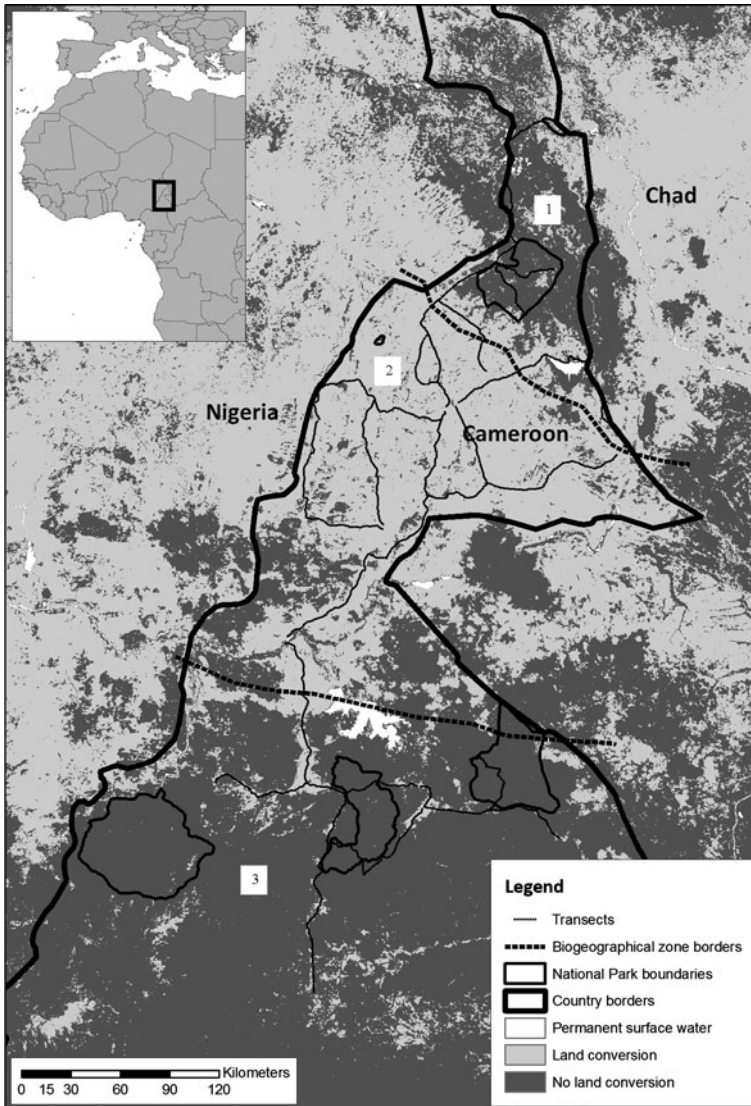 Chad
1
2
Nigeria
Cameroon
3
Legend
Transects
Biogeographical zone borders
National Park boundaries
Country borders
Permanent surface water
Land conversion
No land conversion
Kilometers
0 15 30 60 90 120